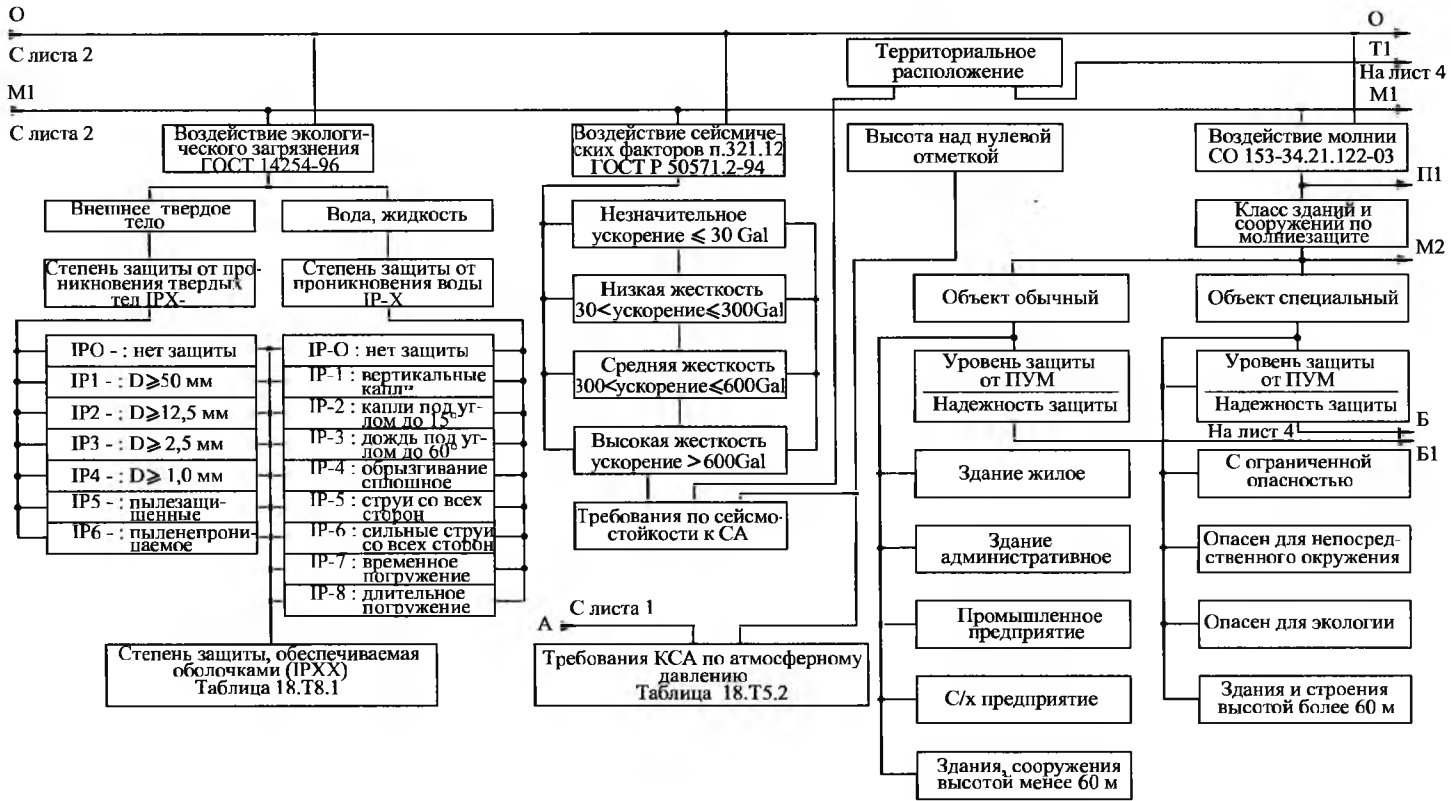 О
О
С листа 2
Территориальное
расположение
Т1
На лист 4
М1
М1
С листа 2
Воздействие экологи-
ческого загрязнения
ГОСТ 14254-96
Воздействие сейсмиче-
ских факторов п.321.12
ГОСТ Р 50571.2-94
Высота над нулевой
отметкой
Воздействие молнии
СО 153-34.21.122-03
П1
Внешнее твердое
тело
Вода, жидкость
Незначительное
ускорение ⩽ 30 Gal
Класс зданий и
сооружений по
молниезащите
М2
Степень защиты от про-
никновения твердых
тел IPX-
Степень защиты от
проникновения воды
IP-X
Низкая жесткость
30<ускорение⩽300Gal
Объект обычный
Объект специальный
IPO - : нет защиты
IP1 - : D⩾50 мм
IP2 - : D⩾12,5 мм
IP3 - : D⩾2,5 мм
IP4 - : D⩾1,0 мм
IP5 - : пылезащи-
шенные
IP6 - : пыленепрони-
цаемое
IP-O : нет защиты
IP-1 : вертикальные
капли
IP-2 : капли под уг-
лом до 15°
IP-3 : дождь под уг-
лом до 60°
IP-4 : обрызгивание
сплошное
IP-5 : струи со всех
сторон
IP-6 : сильные струи
со всех сторон
IP-7 : временное
погружение
IP-8 : длительное
погружение
Средняя жесткость
300<ускорение⩽600Gal
Высокая жесткость
ускорение >600Gal
Требования по сейсмо-
стойкости к СА
Уровень защиты
от ПУМ
Надежность защиты
Уровень защиты
от ПУМ
Надежность защиты
Б
На лист 4
Б1
Здание жилое
С ограниченной
опасностью
Здание
административное
Опасен для непосред-
ственного окружения
С листа 1
А
Промышленное
предприятие
Опасен для экологии
Степень защиты, обеспечиваемая
оболочками (IPXX)
Таблица 18.Т8.1
Требования КСА по атмосферному
давлению
Таблица 18.Т5.2
С/х предприятие
Здания и строения
высотой более 60 м
Здания, сооружения
высотой менее 60 м